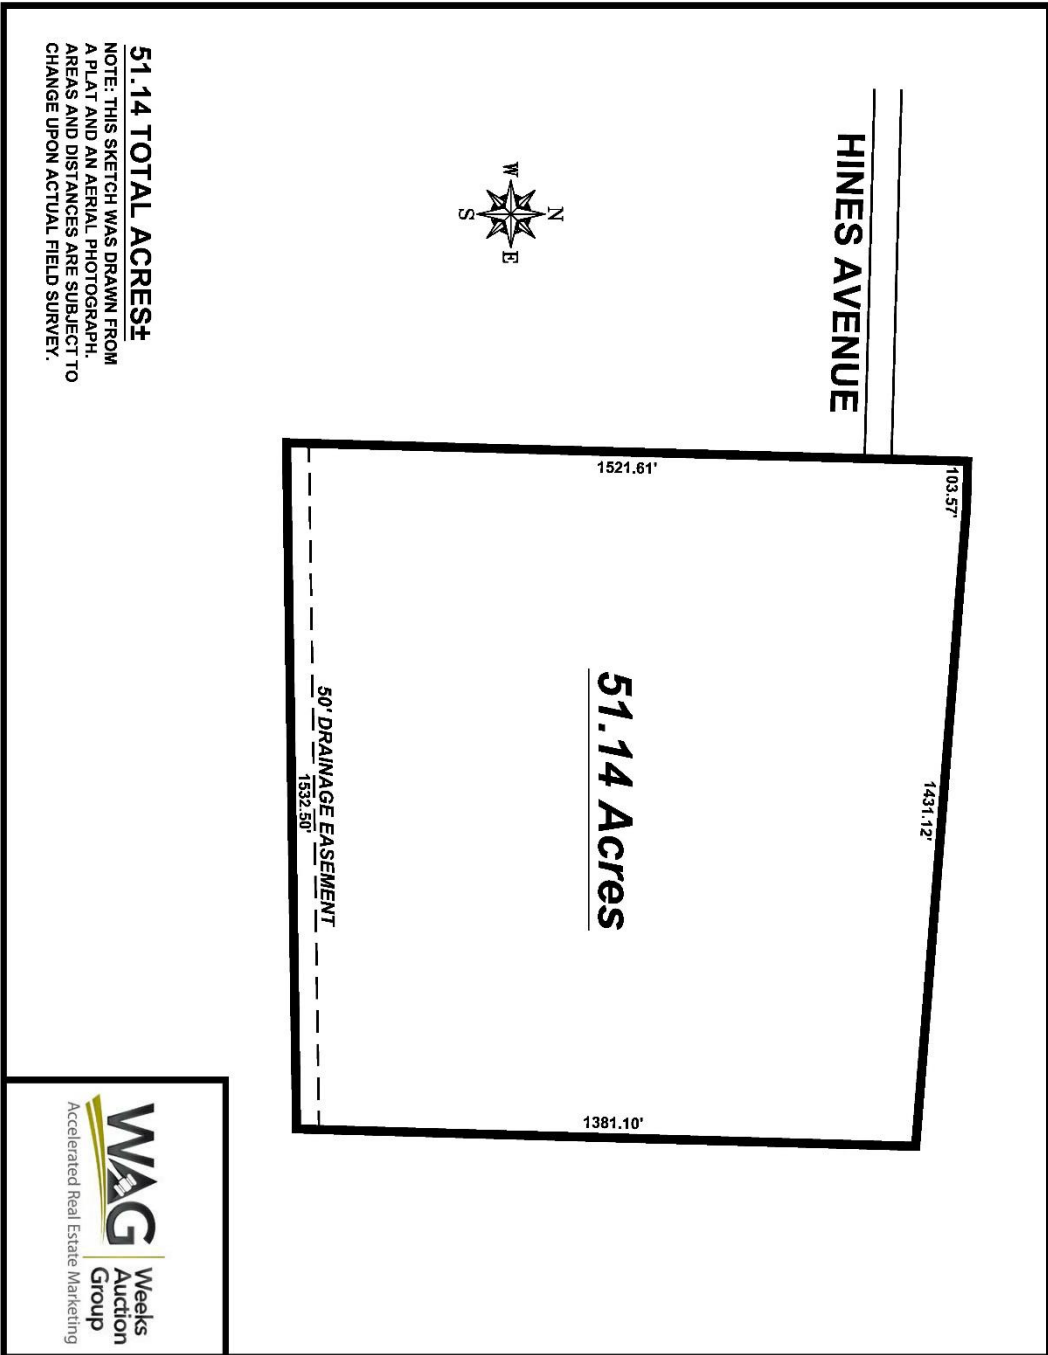 HINES AVENUE
N
W
E
S
103.57'
1431.12'
1521.61'
51.14 Acres
1381.10'
50' DRAINAGE EASEMENT
1532.50'
51.14 TOTAL ACRES±
NOTE: THIS SKETCH WAS DRAWN FROM
A PLAT AND AN AERIAL PHOTOGRAPH.
AREAS AND DISTANCES ARE SUBJECT TO
CHANGE UPON ACTUAL FIELD SURVEY.
WAG
Weeks
Auction
Group
Accelerated Real Estate Marketing